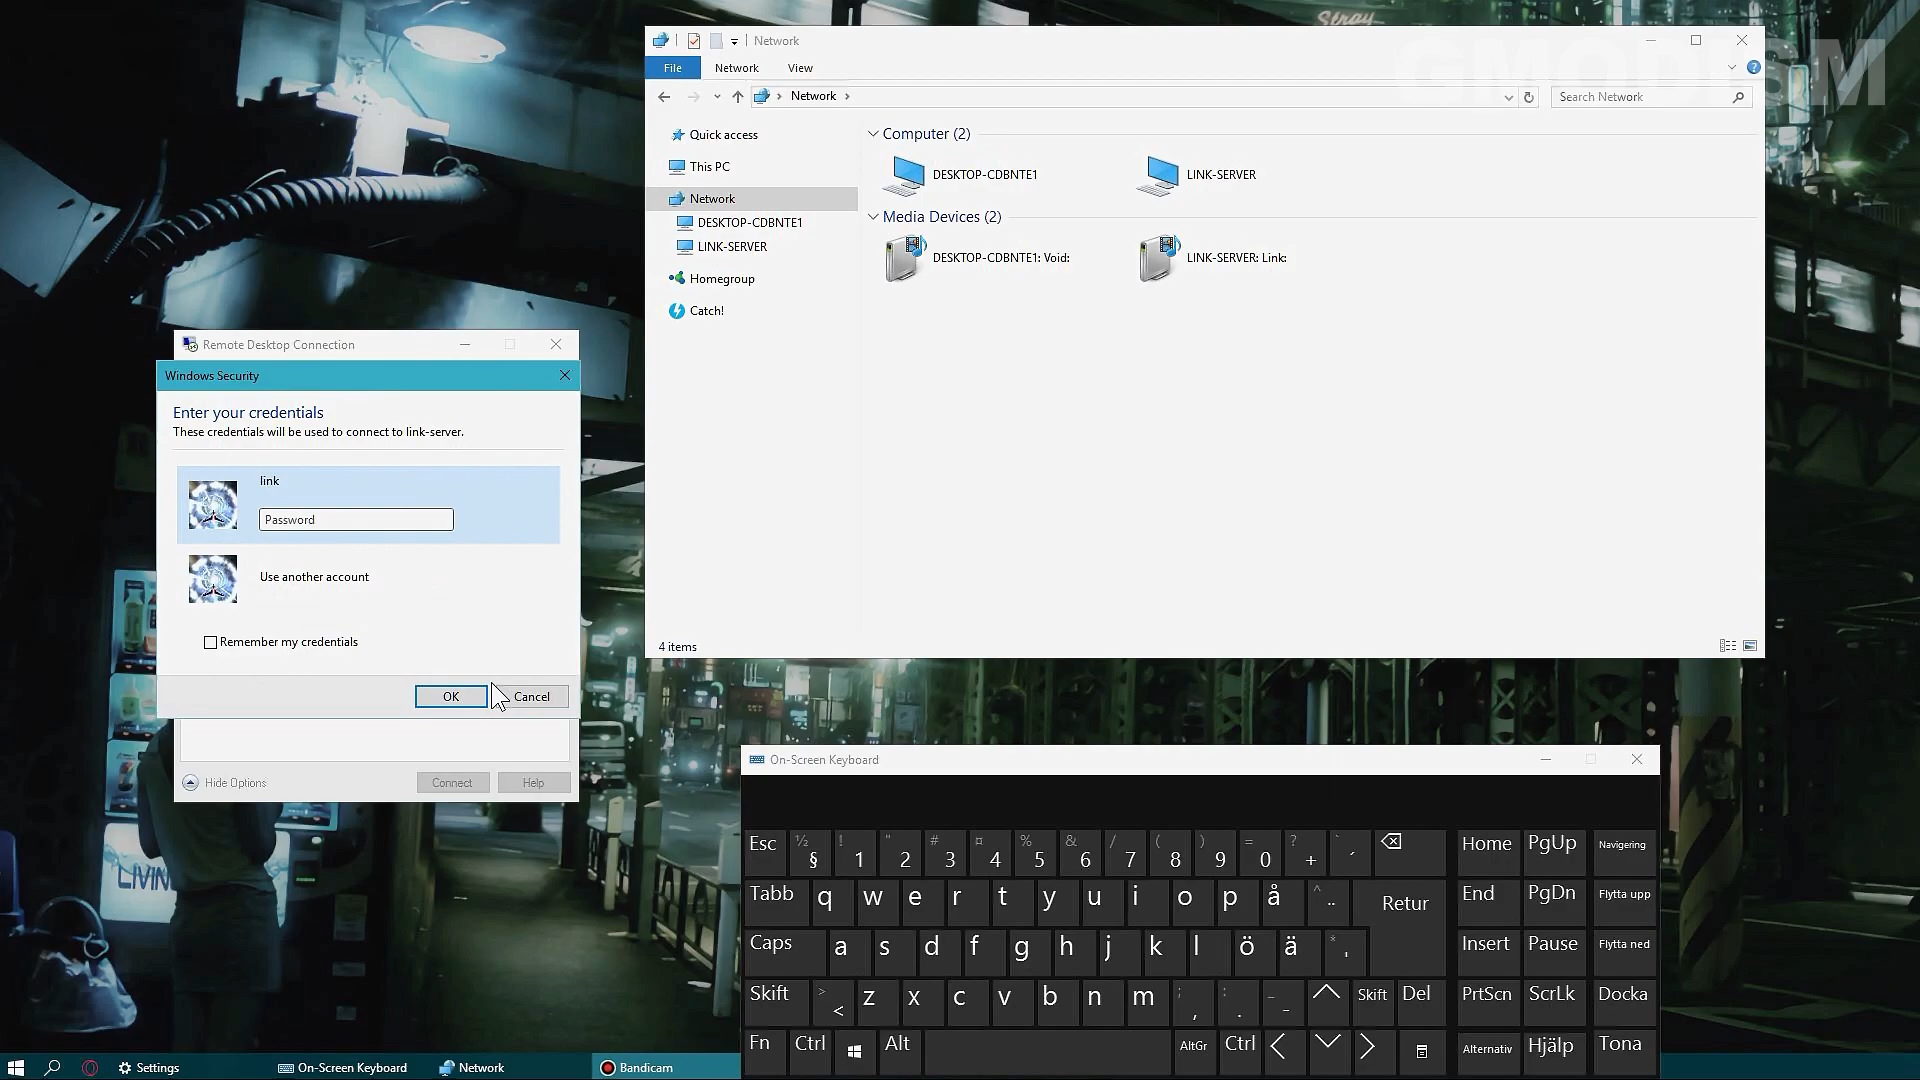 Stray
GMODISM
Network
File
Network
View
Network
Search Network
Quick access
This PC
Network
DESKTOP-CDBNTE1
LINK-SERVER
Homegroup
Catch!
Computer (2)
DESKTOP-CDBNTE1
LINK-SERVER
Media Devices (2)
DESKTOP-CDBNTE1: Void:
LINK-SERVER: Link:
4 items
Remote Desktop Connection
Windows Security
Enter your credentials
These credentials will be used to connect to link-server.
link
Password
Use another account
Remember my credentials
OK
Cancel
Hide Options
Connect
Help
LIVIN
On-Screen Keyboard
Esc ½ § ! 1 " 2 # 3 ¤ 4 % 5 & 6 / 7 ( 8 ) 9 = 0 ? + ` ´ Home PgUp Navigering
Tabb q w e r t y u i o p å ^ ¨ Retur End PgDn Flytta upp
Caps a s d f g h j k l ö ä * ' Insert Pause Flytta ned
Skift > < z x c v b n m ; , : . _ - Skift Del PrtScn ScrLk Docka
Fn Ctrl Alt AltGr Ctrl Alternativ Hjälp Tona
Settings
On-Screen Keyboard
Network
Bandicam